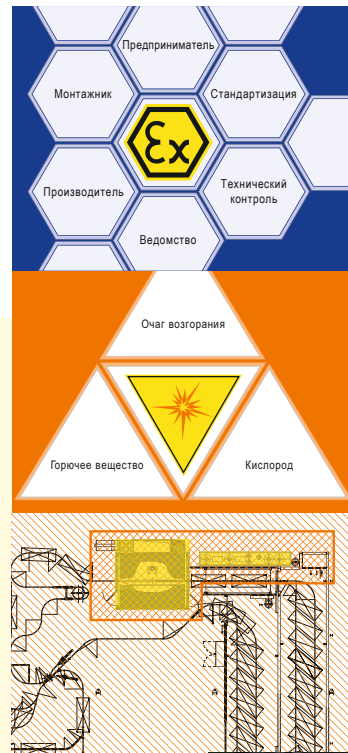 Предприниматель
Монтажник
Стандартизация
Ex
Производитель
Технический
контроль
Ведомство
Очаг возгорания
Горючее вещество
Кислород